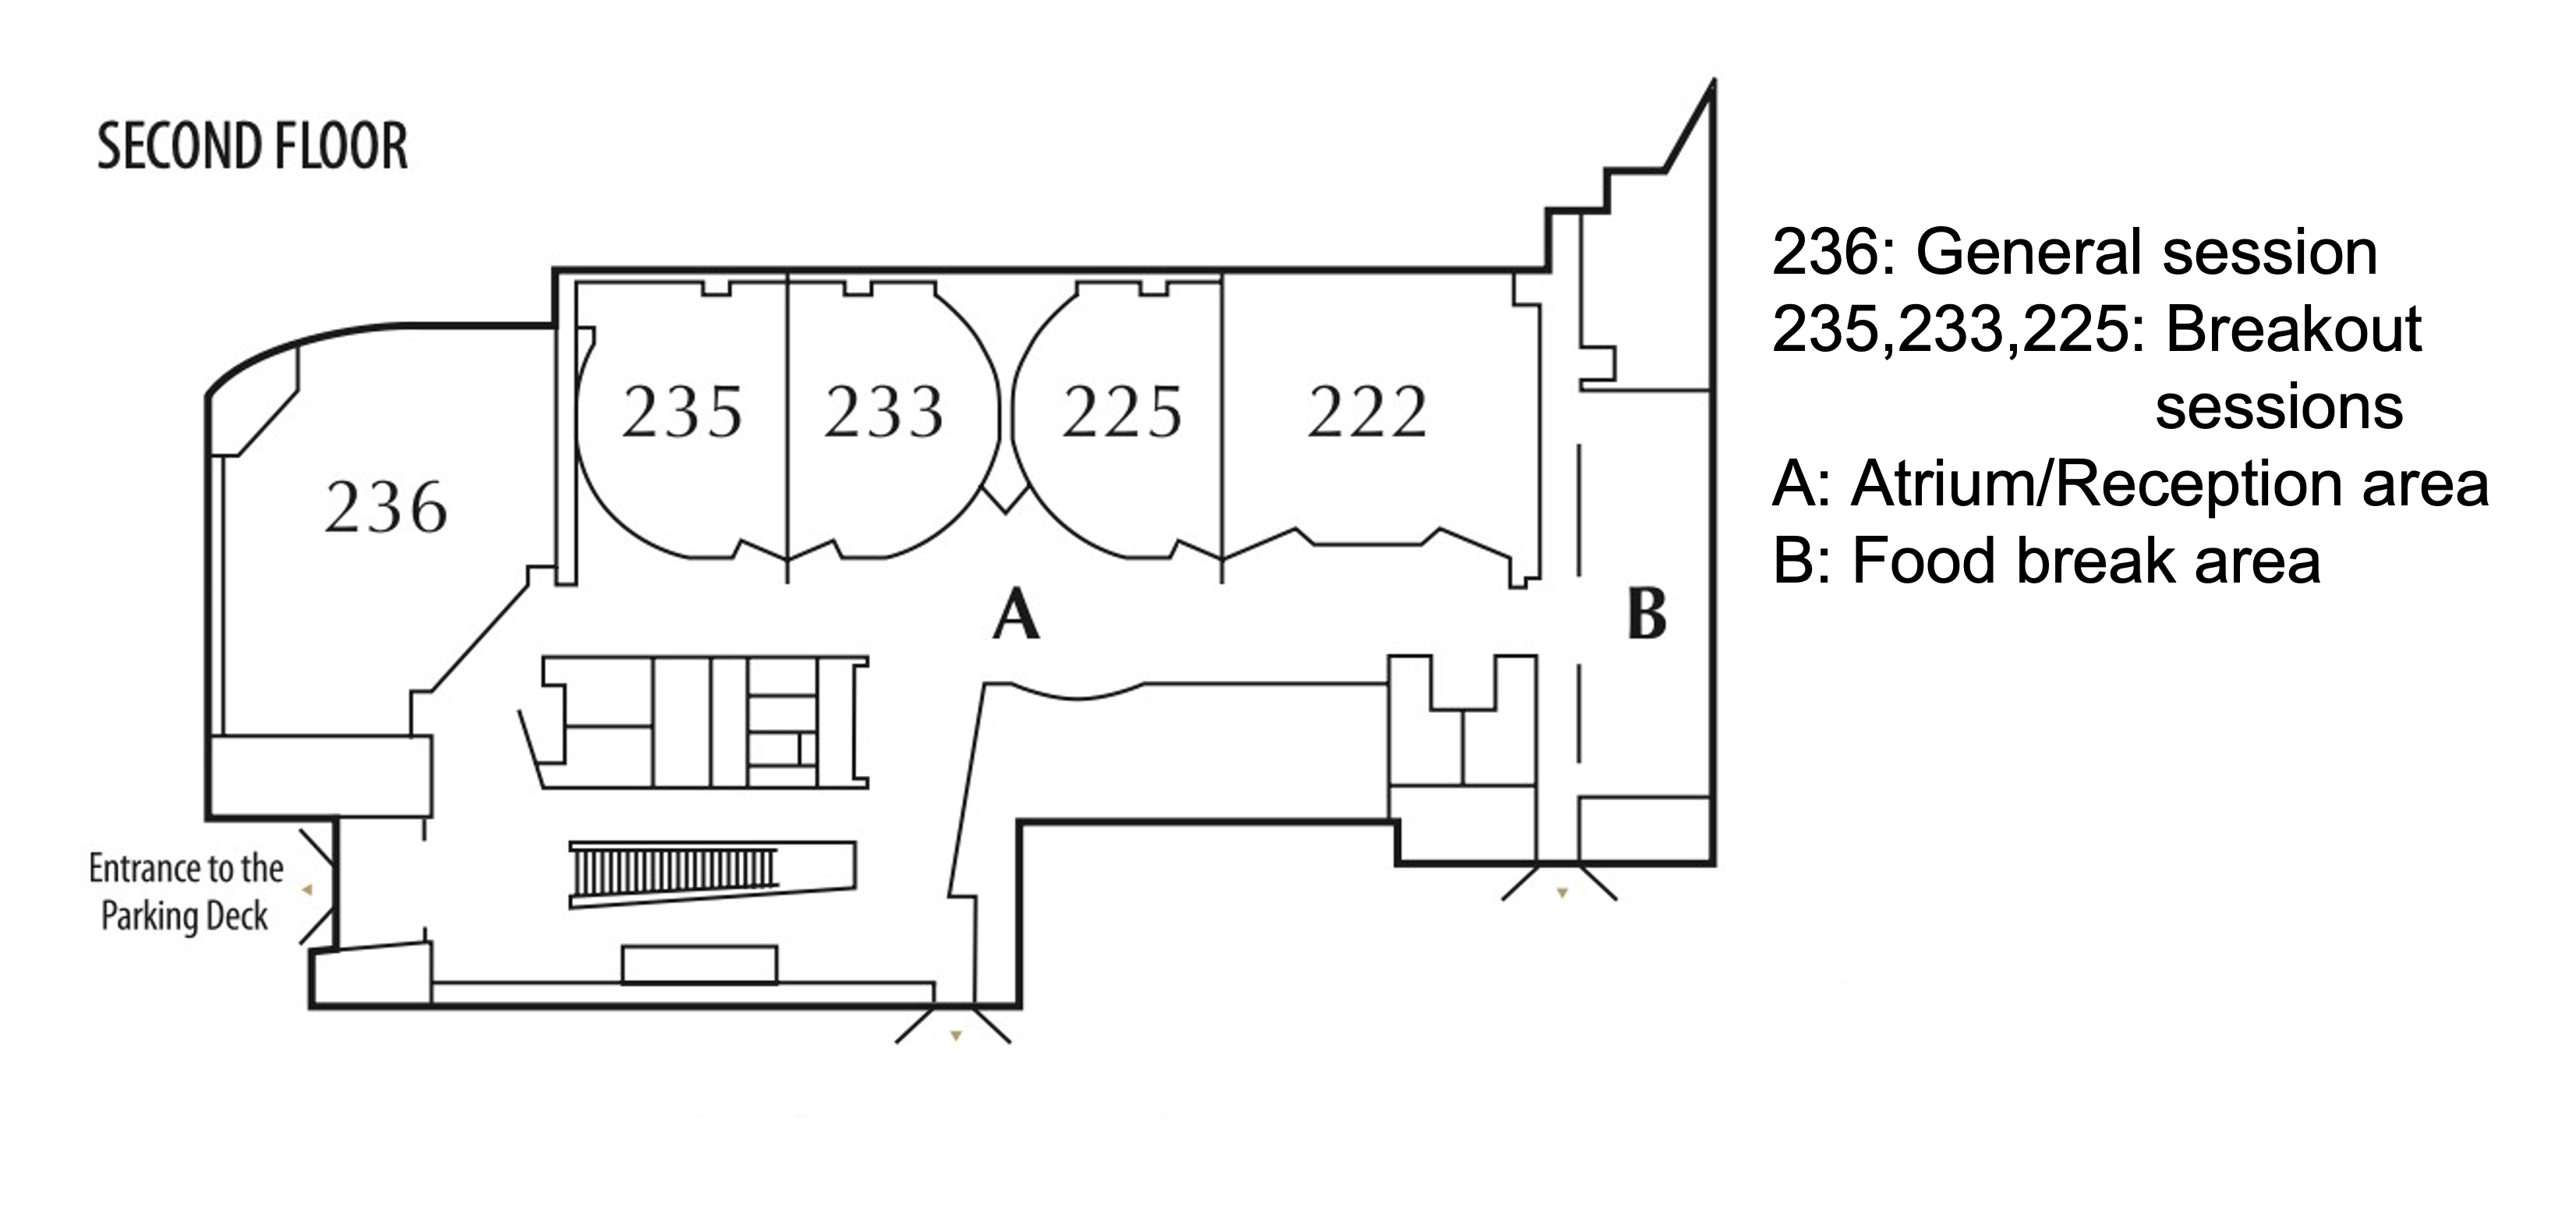 SECOND FLOOR
236: General session
235,233,225: Breakout
sessions
A: Atrium/Reception area
B: Food break area
235
233
225
222
236
A
B
Entrance to the
Parking Deck